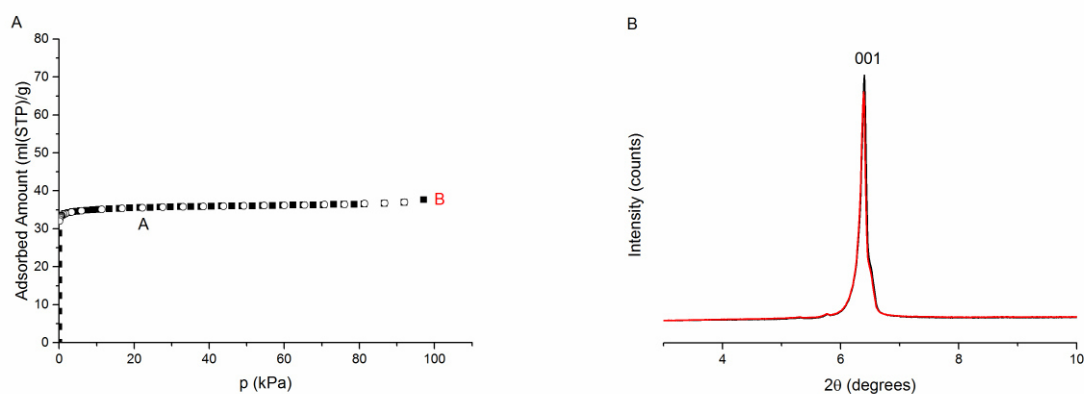 A
80
70
60
50
40
30
20
10
0
Adsorbed Amount (ml(STP)/g)
A
B
0 20 40 60 80 100
p (kPa)
B
001
Intensity (counts)
4 6 8 10
2θ (degrees)